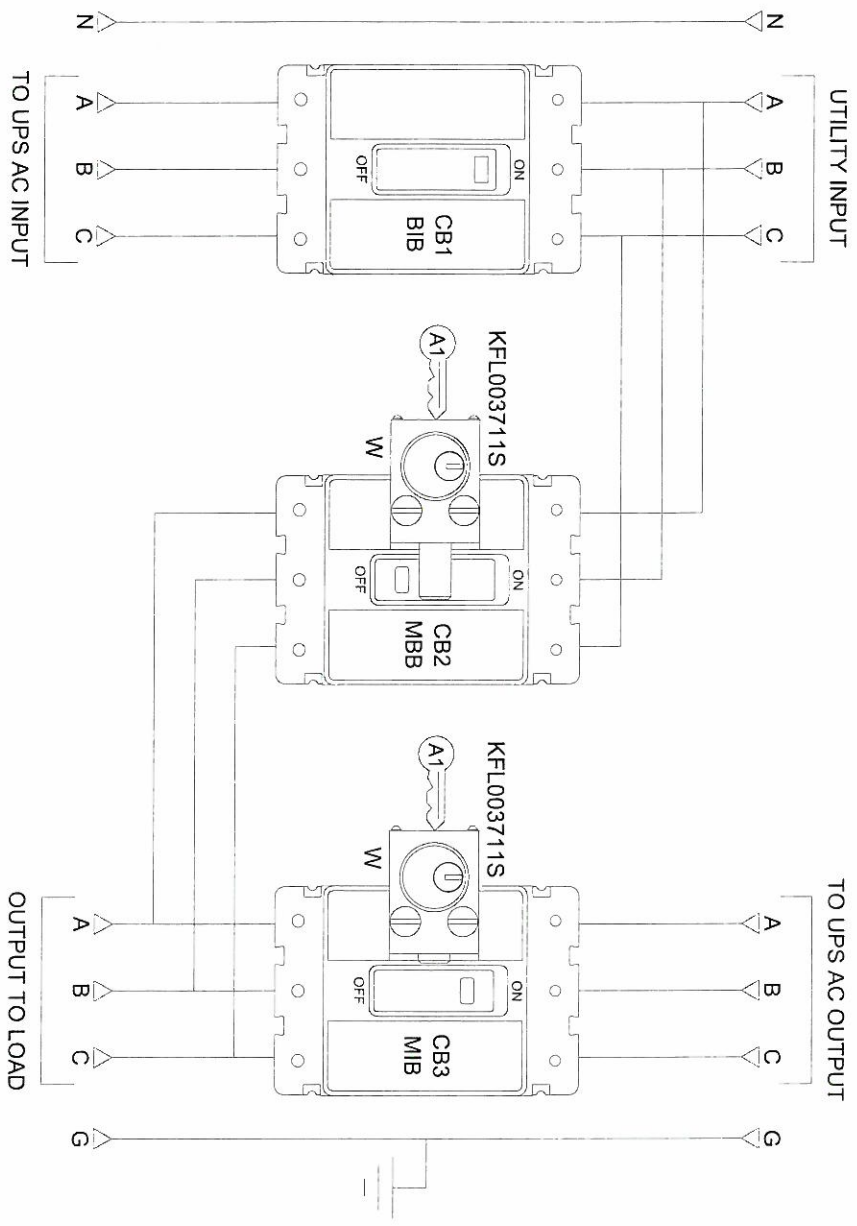 UTILITY INPUT
TO UPS AC OUTPUT
N
A
B
C
A
B
C
G
KFL003711S
KFL003711S
ON
OFF
CB1
BIB
A1
W
ON
OFF
CB2
MBB
A1
W
ON
OFF
CB3
MIB
N
A
B
C
A
B
C
G
TO UPS AC INPUT
OUTPUT TO LOAD